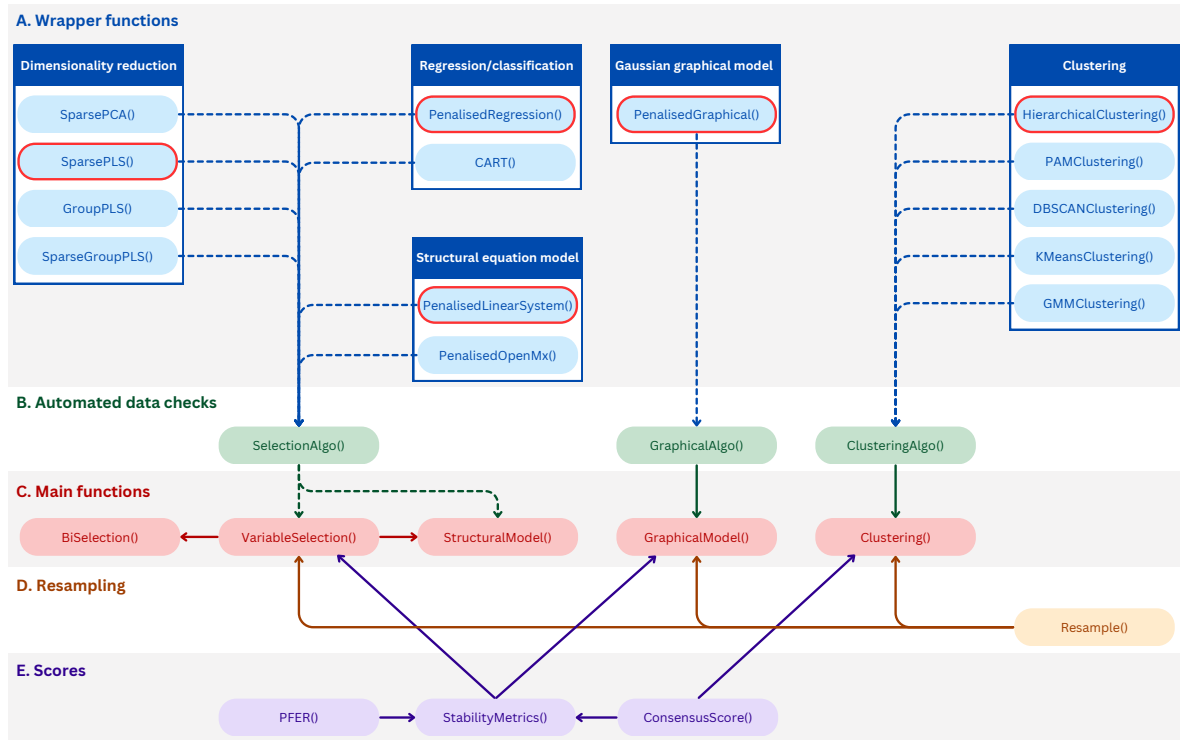 A. Wrapper functions
Dimensionality reduction
SparsePCA()
SparsePLS()
GroupPLS()
SparseGroupPLS()
Regression/classification
PenalisedRegression()
CART()
Structural equation model
PenalisedLinearSystem()
PenalisedOpenMx()
Gaussian graphical model
PenalisedGraphical()
Clustering
HierarchicalClustering()
PAMClustering()
DBSCANClustering()
KMeansClustering()
GMMClustering()
B. Automated data checks
SelectionAlgo()
GraphicalAlgo()
ClusteringAlgo()
C. Main functions
BiSelection()
VariableSelection()
StructuralModel()
GraphicalModel()
Clustering()
D. Resampling
Resample()
E. Scores
PFER()
StabilityMetrics()
ConsensusScore()